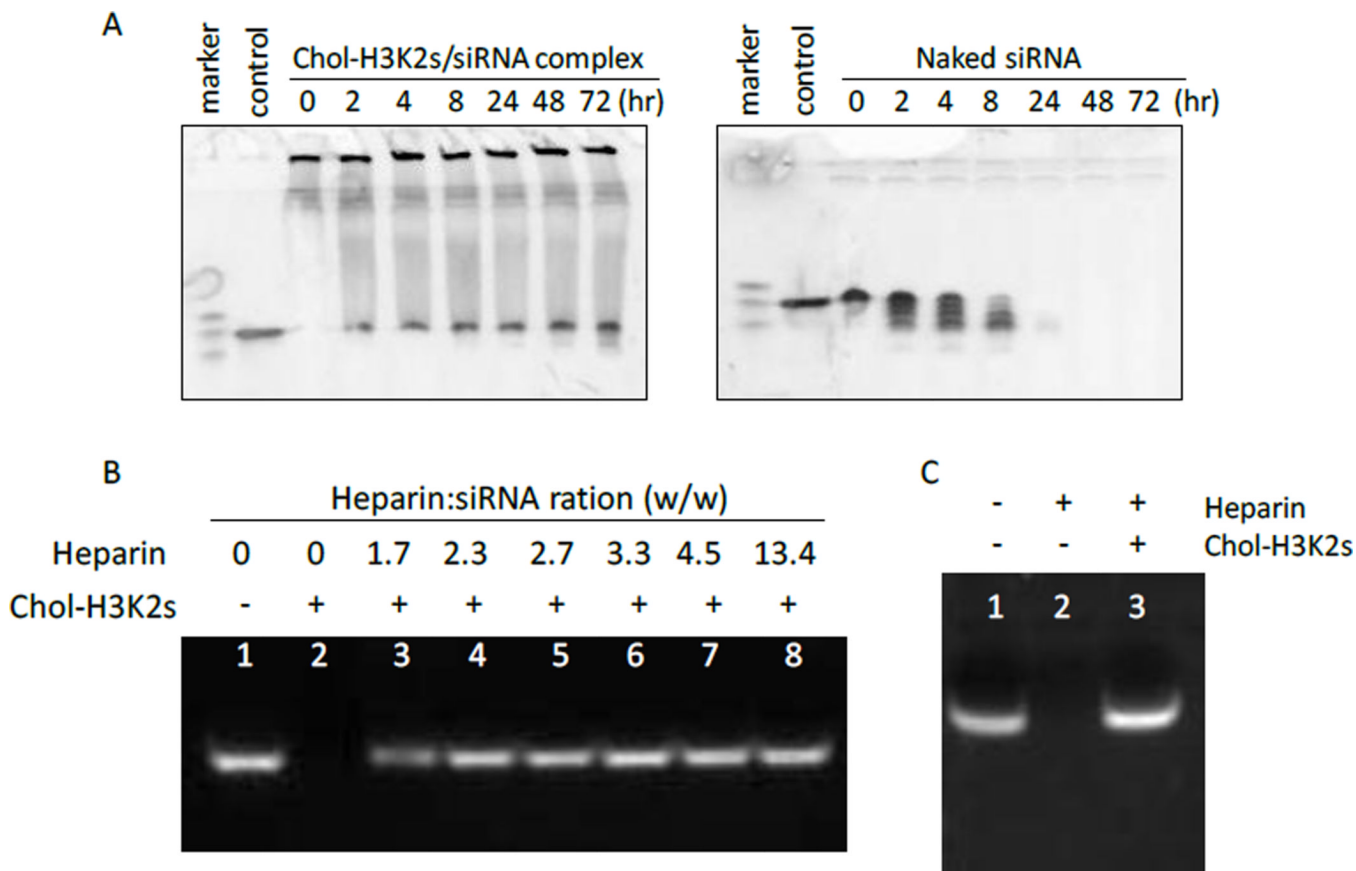 A
marker control Chol-H3K2s/siRNA complex
0 2 4 8 24 48 72 (hr)
marker control Naked siRNA
0 2 4 8 24 48 72 (hr)
B
Heparin:siRNA ration (w/w)
Heparin 0 0 1.7 2.3 2.7 3.3 4.5 13.4
Chol-H3K2s - + + + + + + +
1 2 3 4 5 6 7 8
C
- + + Heparin
- - + Chol-H3K2s
1 2 3